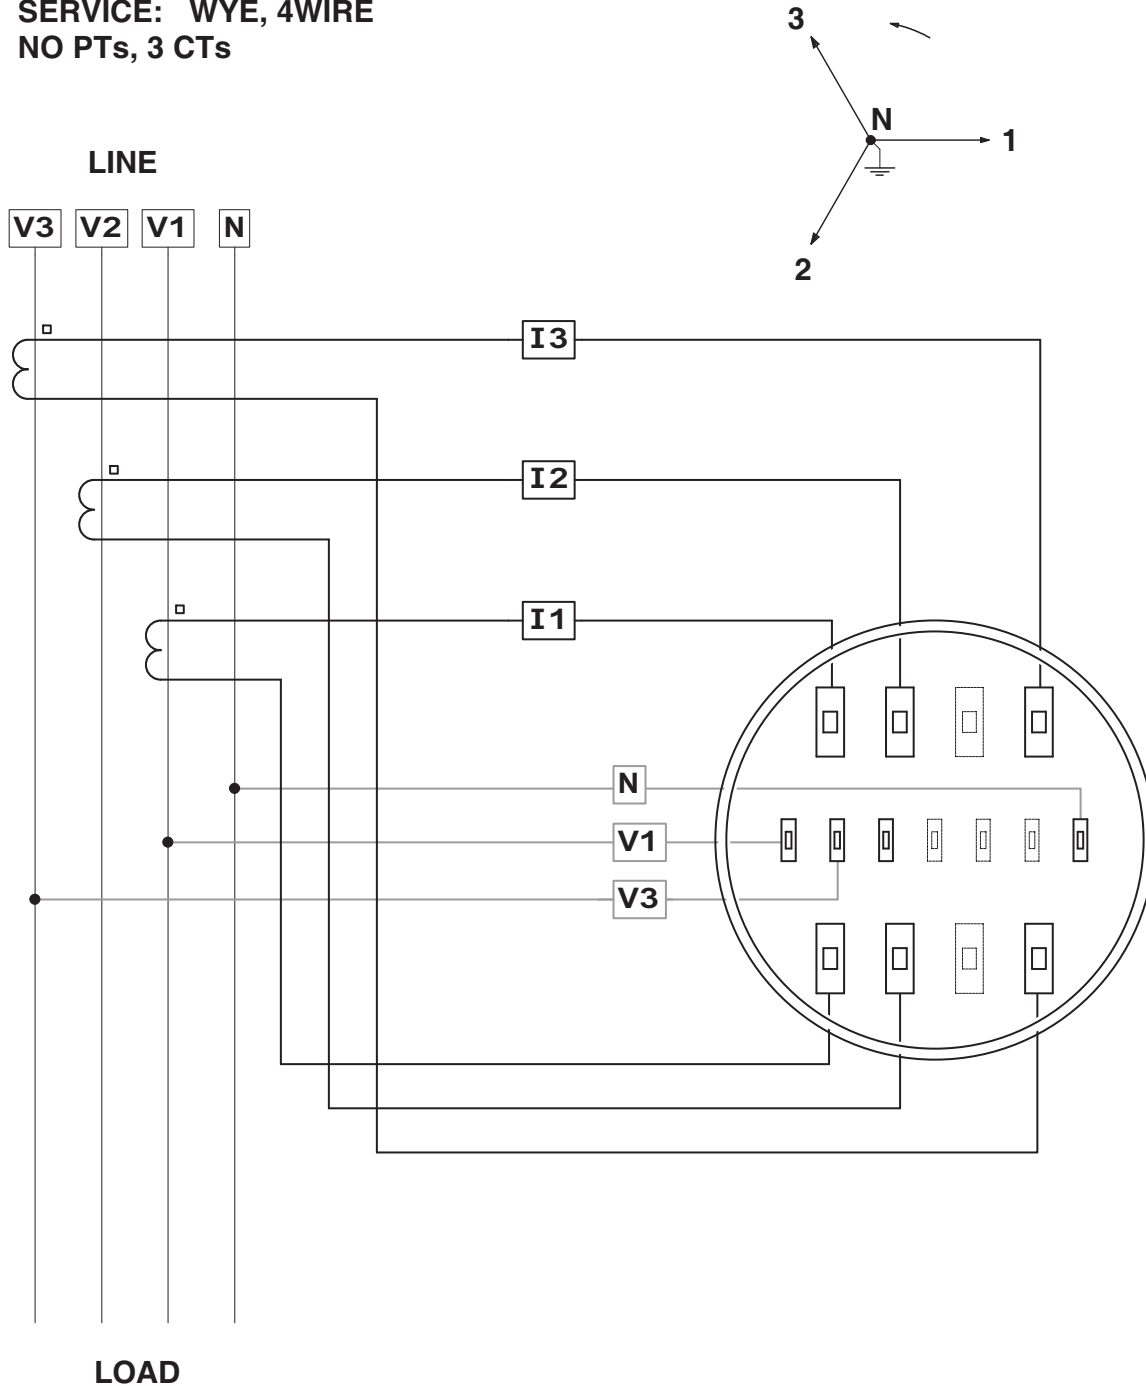 SERVICE: WYE, 4WIRE
NO PTs, 3 CTs
3
N
1
2
LINE
V3 V2 V1 N
I3
I2
I1
N
V1
V3
LOAD